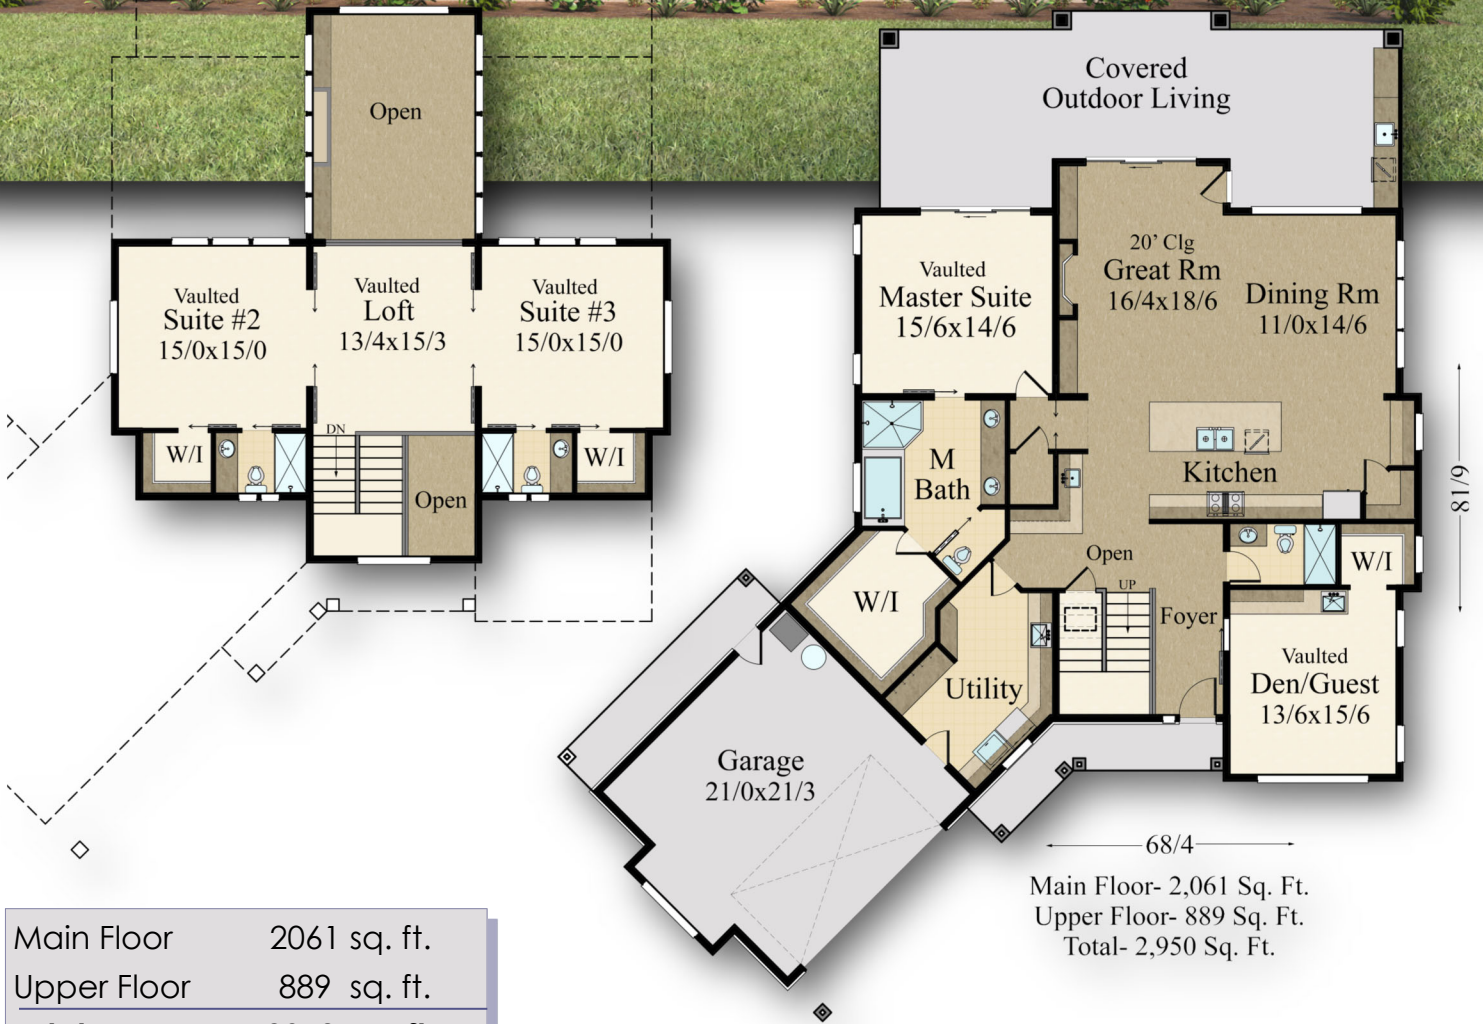 Open
Vaulted
Suite #2
15/0x15/0
Vaulted
Loft
13/4x15/3
Vaulted
Suite #3
15/0x15/0
W/I
DN
Open
W/I
Covered
Outdoor Living
Vaulted
Master Suite
15/6x14/6
20' Clg
Great Rm
16/4x18/6
Dining Rm
11/0x14/6
M
Bath
Kitchen
81/9
Open
UP
W/I
W/I
Foyer
Utility
Vaulted
Den/Guest
13/6x15/6
Garage
21/0x21/3
68/4
Main Floor- 2,061 Sq. Ft.
Upper Floor- 889 Sq. Ft.
Total- 2,950 Sq. Ft.
Main Floor 2061 sq. ft.
Upper Floor 889 sq. ft.